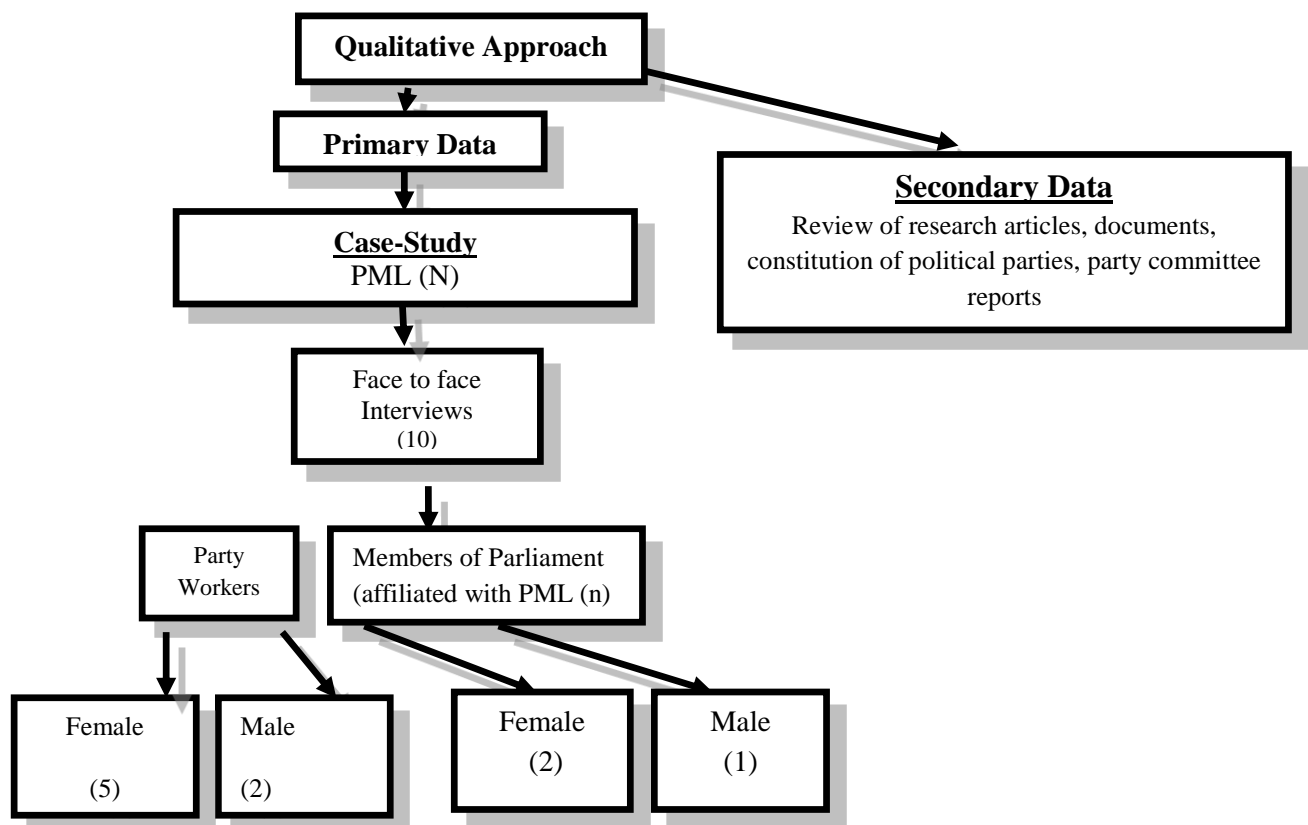 Qualitative Approach
Primary Data
Secondary Data
Review of research articles, documents,
constitution of political parties, party committee
reports
Case-Study
PML (N)
Face to face
Interviews
(10)
Party
Workers
Members of Parliament
(affiliated with PML (n)
Female
(5)
Male
(2)
Female
(2)
Male
(1)